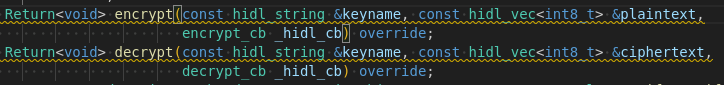 Return<void> encrypt(const hidl_string &keyname, const hidl_vec<int8_t> &plaintext,
encrypt_cb _hidl_cb) override;
Return<void> decrypt(const hidl_string &keyname, const hidl_vec<int8_t> &ciphertext,
decrypt_cb _hidl_cb) override;